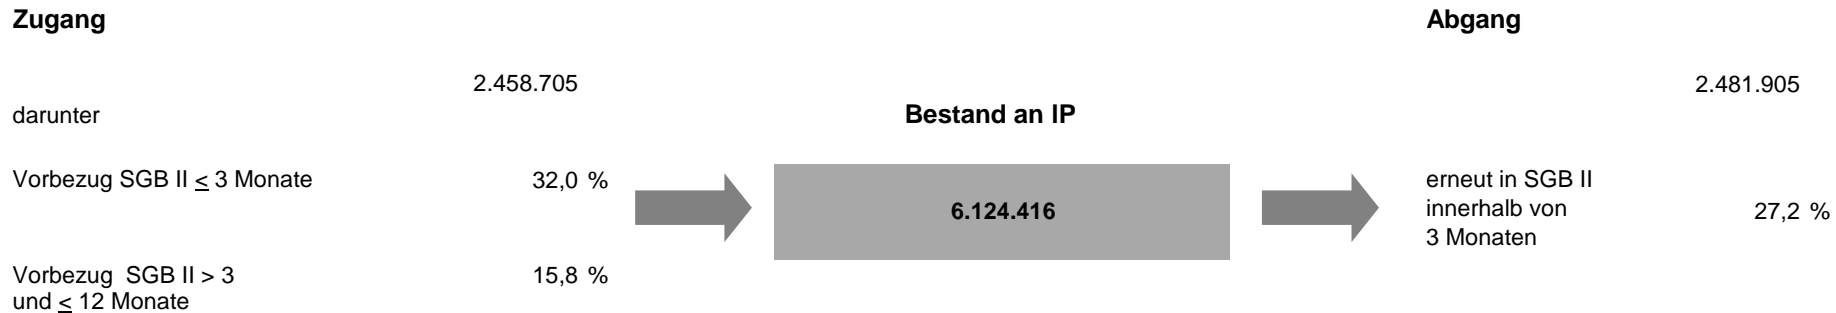 Zugang
2.458.705
darunter
Vorbezug SGB II ≤ 3 Monate
32,0 %
Vorbezug SGB II > 3
und ≤ 12 Monate
15,8 %
Bestand an IP
6.124.416
Abgang
2.481.905
erneut in SGB II
innerhalb von
3 Monaten
27,2 %